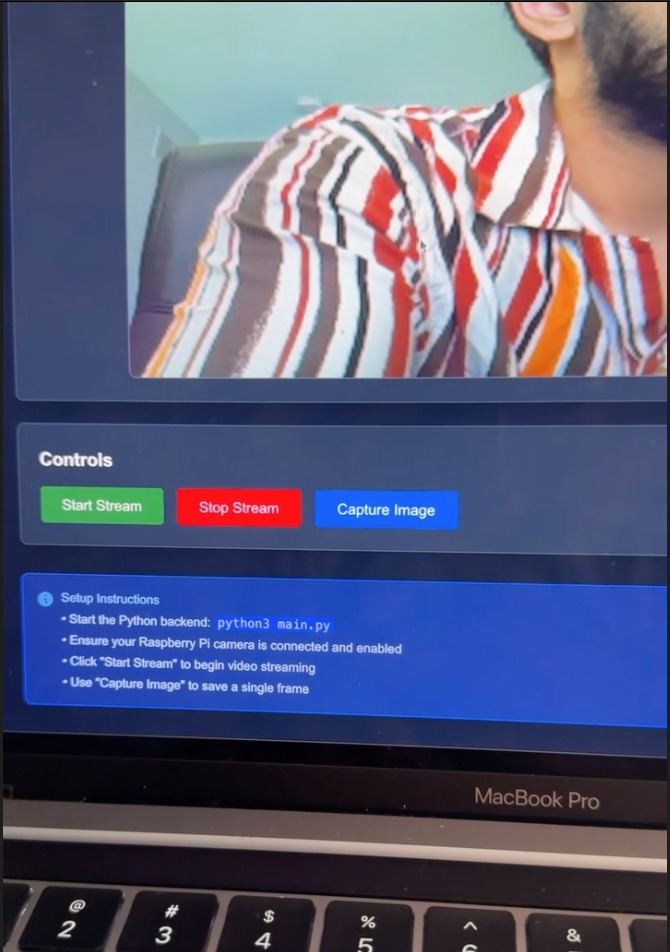 Controls
Start Stream Stop Stream Capture Image
Setup Instructions
• Start the Python backend: python3 main.py
• Ensure your Raspberry Pi camera is connected and enabled
• Click "Start Stream" to begin video streaming
• Use "Capture Image" to save a single frame
MacBook Pro
@ # $ % ^ &
2 3 4 5